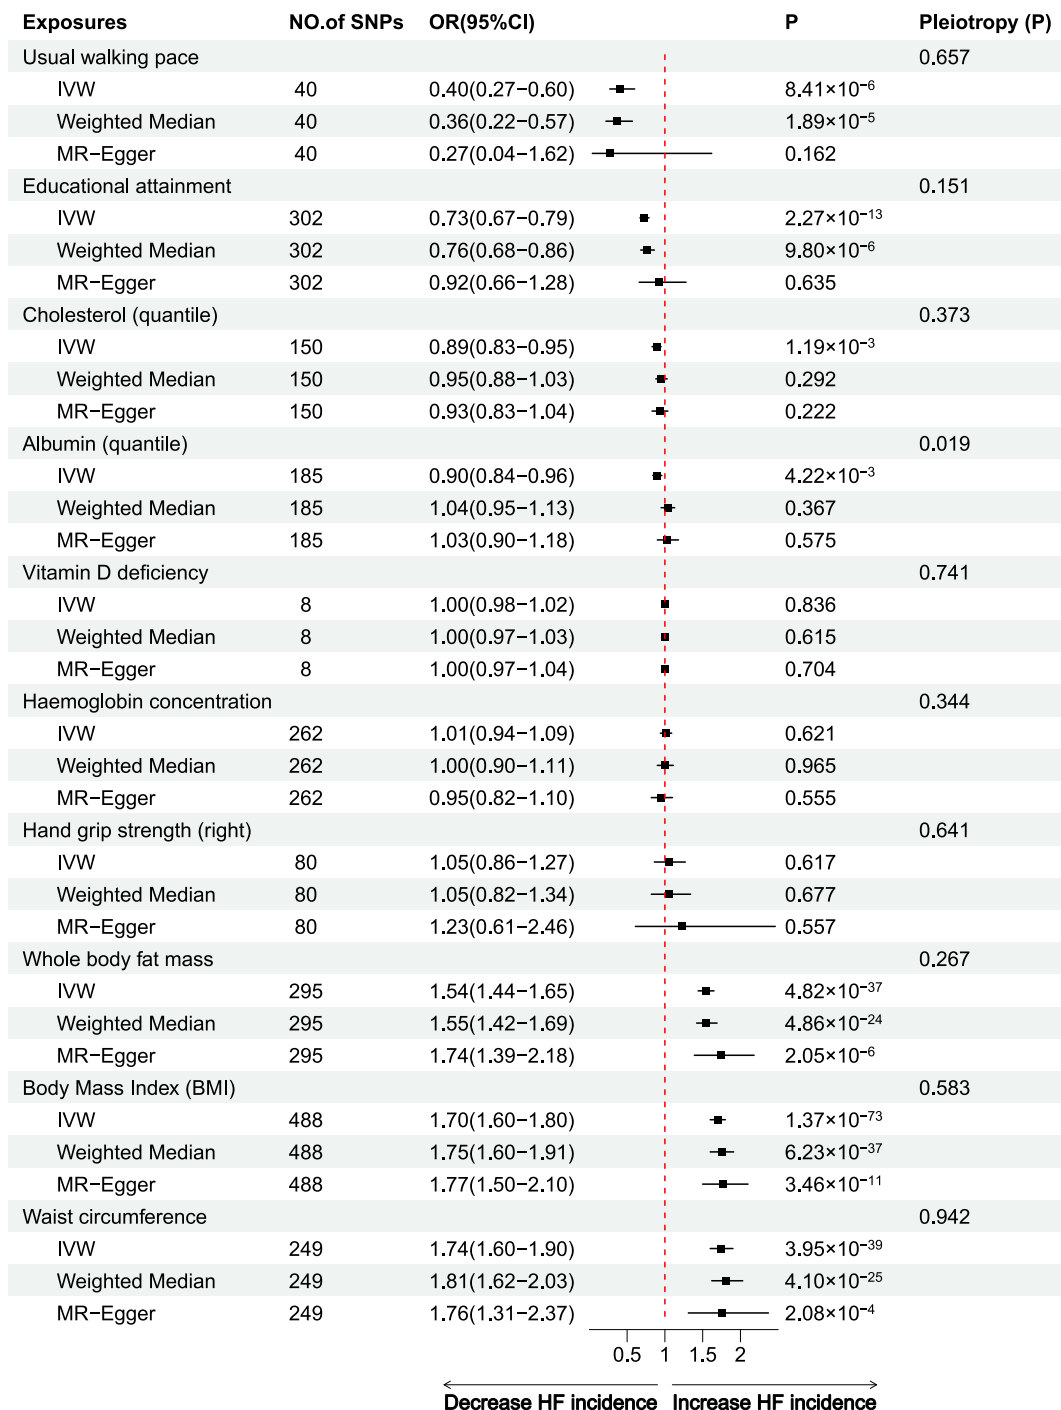 Exposures NO.of SNPs OR(95%CI) P Pleiotropy (P)
Usual walking pace 0.657
IVW 40 0.40(0.27−0.60) 8.41×10⁻⁶
Weighted Median 40 0.36(0.22−0.57) 1.89×10⁻⁵
MR−Egger 40 0.27(0.04−1.62) 0.162
Educational attainment 0.151
IVW 302 0.73(0.67−0.79) 2.27×10⁻¹³
Weighted Median 302 0.76(0.68−0.86) 9.80×10⁻⁶
MR−Egger 302 0.92(0.66−1.28) 0.635
Cholesterol (quantile) 0.373
IVW 150 0.89(0.83−0.95) 1.19×10⁻³
Weighted Median 150 0.95(0.88−1.03) 0.292
MR−Egger 150 0.93(0.83−1.04) 0.222
Albumin (quantile) 0.019
IVW 185 0.90(0.84−0.96) 4.22×10⁻³
Weighted Median 185 1.04(0.95−1.13) 0.367
MR−Egger 185 1.03(0.90−1.18) 0.575
Vitamin D deficiency 0.741
IVW 8 1.00(0.98−1.02) 0.836
Weighted Median 8 1.00(0.97−1.03) 0.615
MR−Egger 8 1.00(0.97−1.04) 0.704
Haemoglobin concentration 0.344
IVW 262 1.01(0.94−1.09) 0.621
Weighted Median 262 1.00(0.90−1.11) 0.965
MR−Egger 262 0.95(0.82−1.10) 0.555
Hand grip strength (right) 0.641
IVW 80 1.05(0.86−1.27) 0.617
Weighted Median 80 1.05(0.82−1.34) 0.677
MR−Egger 80 1.23(0.61−2.46) 0.557
Whole body fat mass 0.267
IVW 295 1.54(1.44−1.65) 4.82×10⁻³⁷
Weighted Median 295 1.55(1.42−1.69) 4.86×10⁻²⁴
MR−Egger 295 1.74(1.39−2.18) 2.05×10⁻⁶
Body Mass Index (BMI) 0.583
IVW 488 1.70(1.60−1.80) 1.37×10⁻⁷³
Weighted Median 488 1.75(1.60−1.91) 6.23×10⁻³⁷
MR−Egger 488 1.77(1.50−2.10) 3.46×10⁻¹¹
Waist circumference 0.942
IVW 249 1.74(1.60−1.90) 3.95×10⁻³⁹
Weighted Median 249 1.81(1.62−2.03) 4.10×10⁻²⁵
MR−Egger 249 1.76(1.31−2.37) 2.08×10⁻⁴
0.5 1 1.5 2
Decrease HF incidence Increase HF incidence